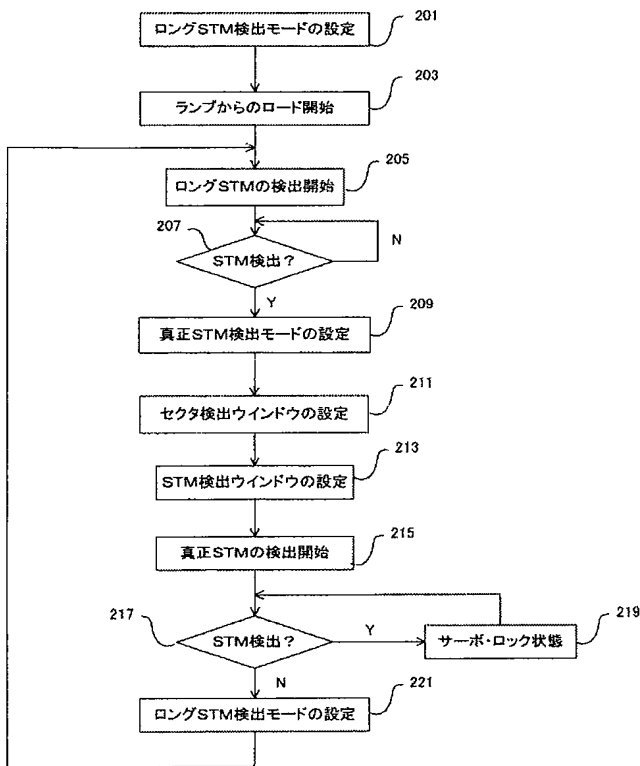 ロングSTM検出モードの設定
201
ランプからのロード開始
203
ロングSTMの検出開始
205
207
STM検出?
N
Y
真正STM検出モードの設定
209
セクタ検出ウインドウの設定
211
STM検出ウインドウの設定
213
真正STMの検出開始
215
217
STM検出?
Y
サーボ・ロック状態
219
N
ロングSTM検出モードの設定
221